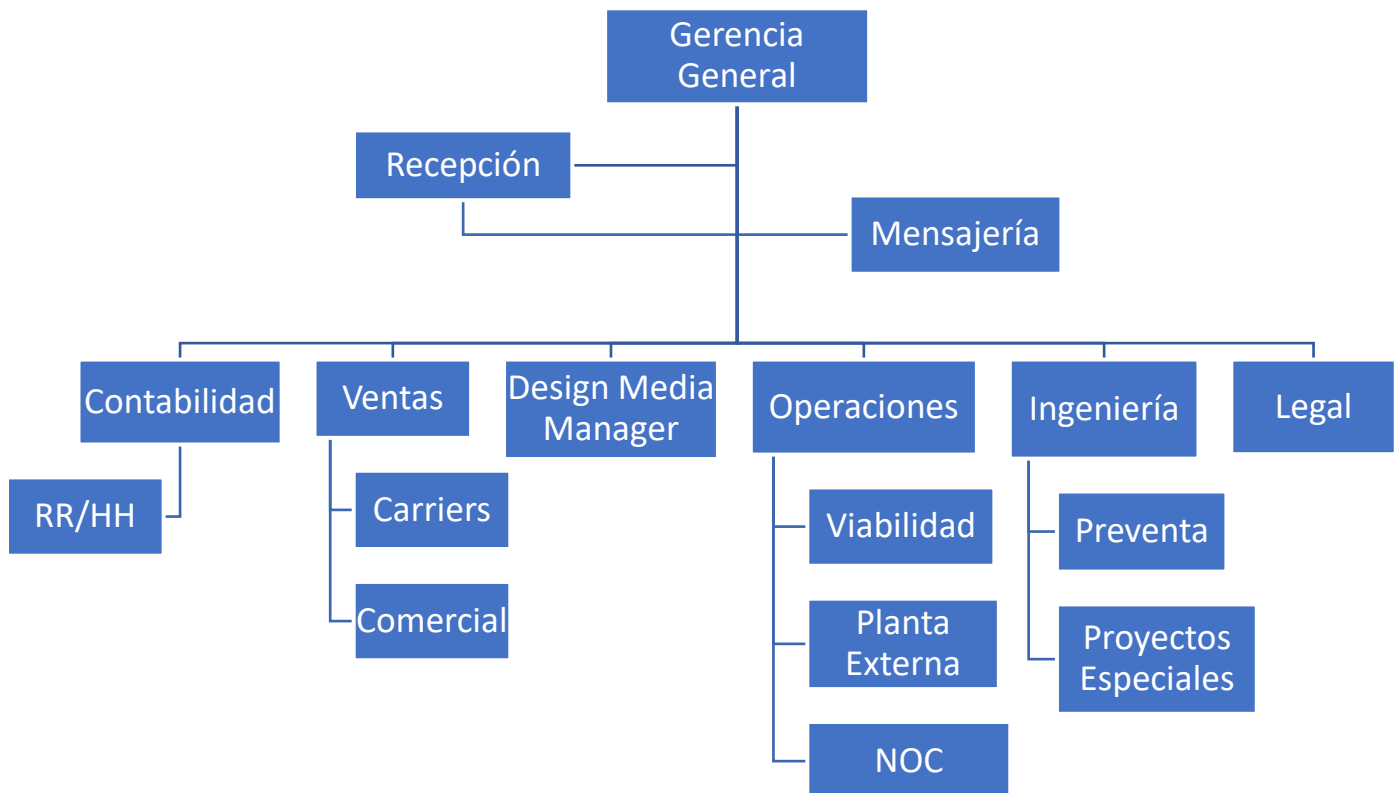 Gerencia
General
Recepción
Mensajería
Contabilidad
Ventas
Design Media
Manager
Operaciones
Ingeniería
Legal
RR/HH
Carriers
Comercial
Viabilidad
Planta
Externa
NOC
Preventa
Proyectos
Especiales